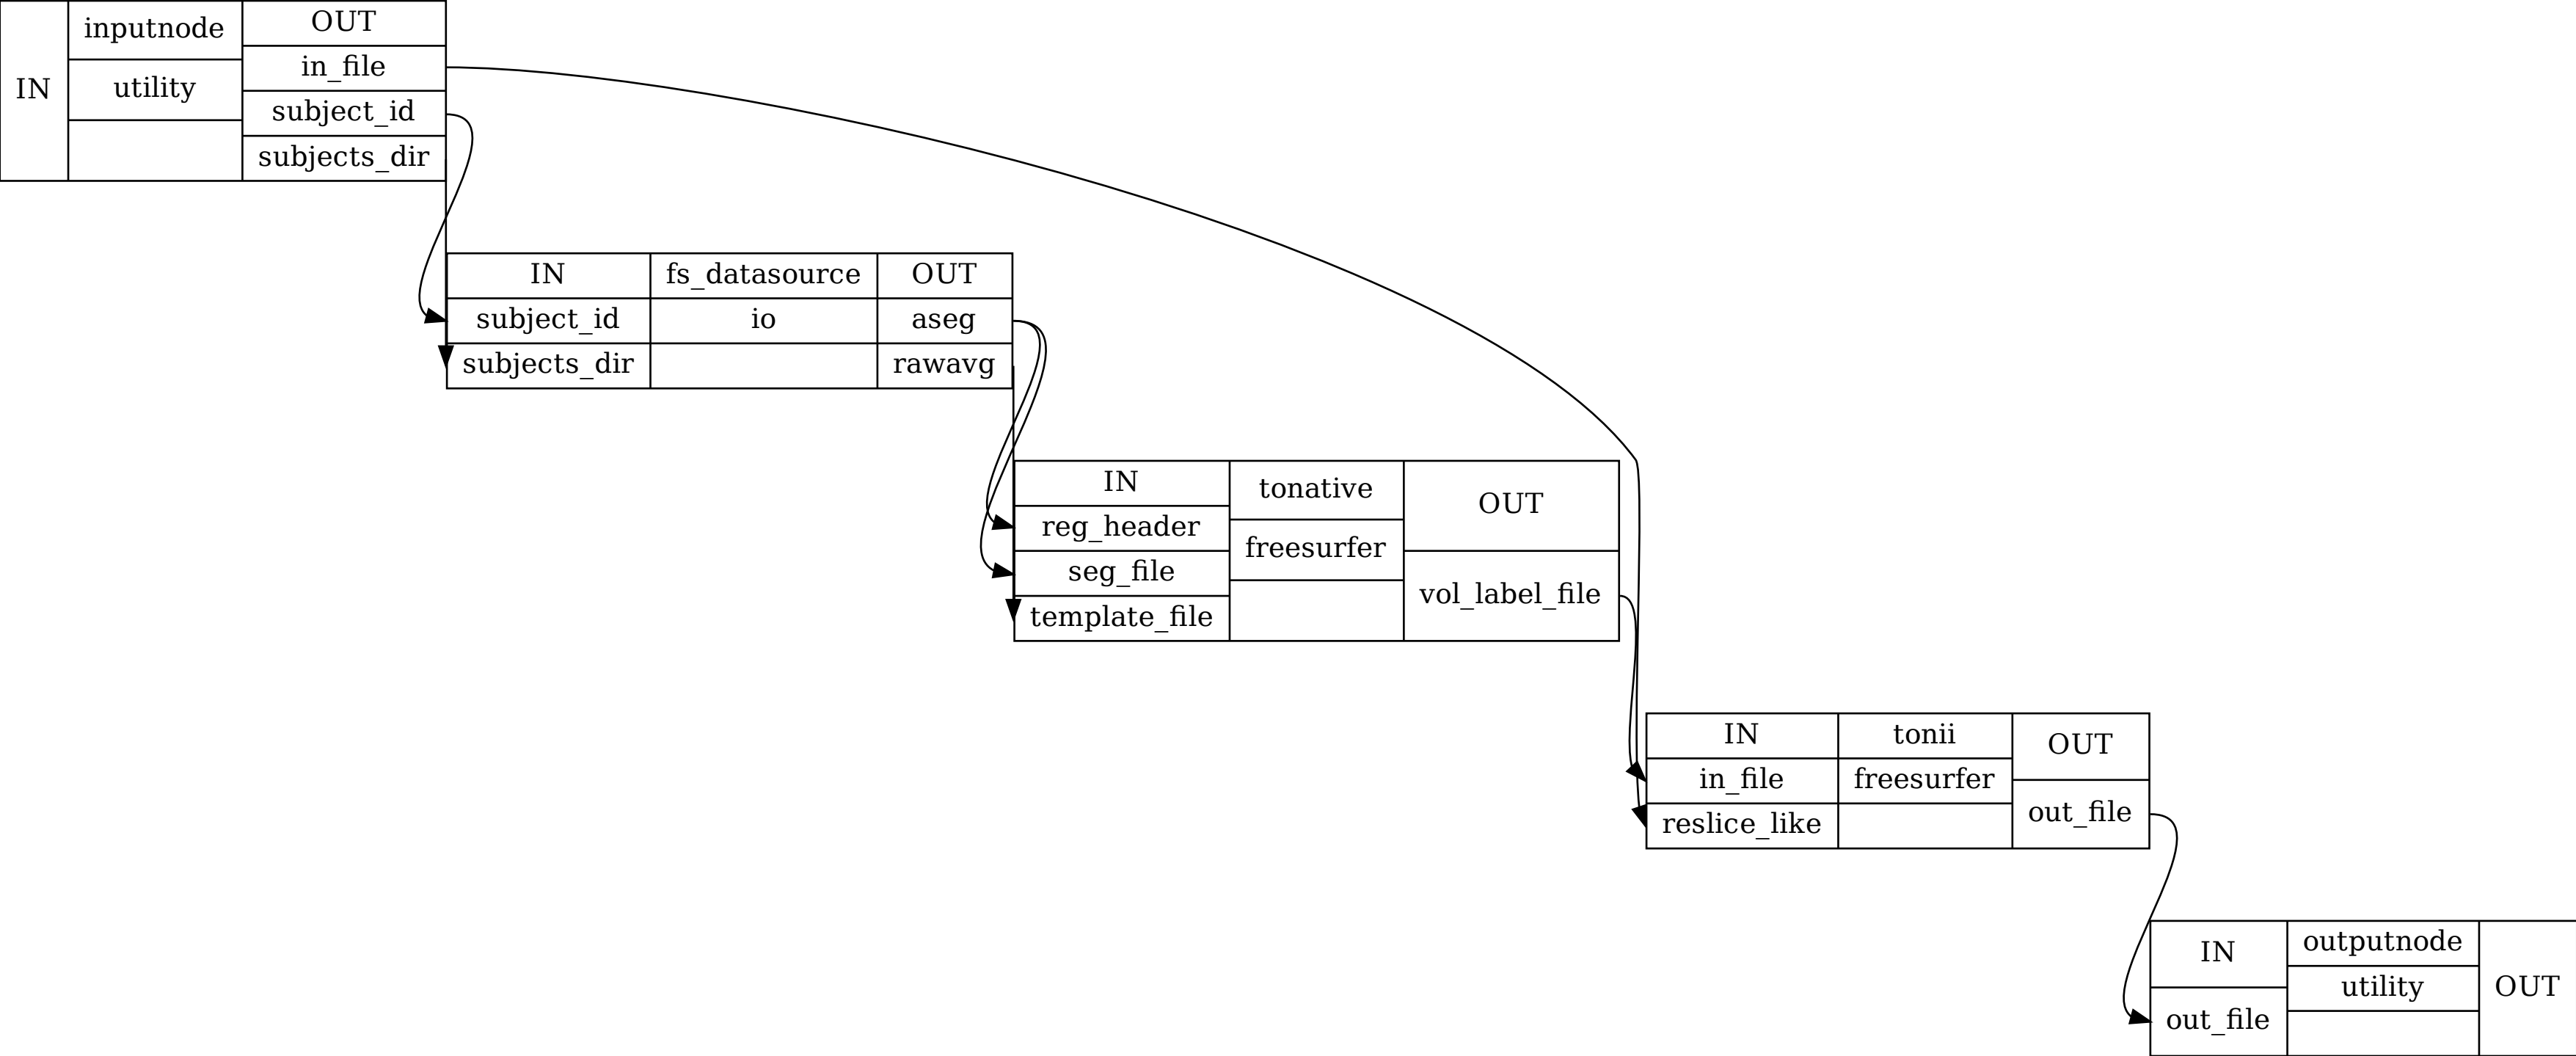 IN
inputnode
utility
OUT
in_file
subject_id
subjects_dir
IN
subject_id
subjects_dir
fs_datasource
io
OUT
aseg
rawavg
IN
reg_header
seg_file
template_file
tonative
freesurfer
OUT
vol_label_file
IN
in_file
reslice_like
tonii
freesurfer
OUT
out_file
IN
out_file
outputnode
utility
OUT